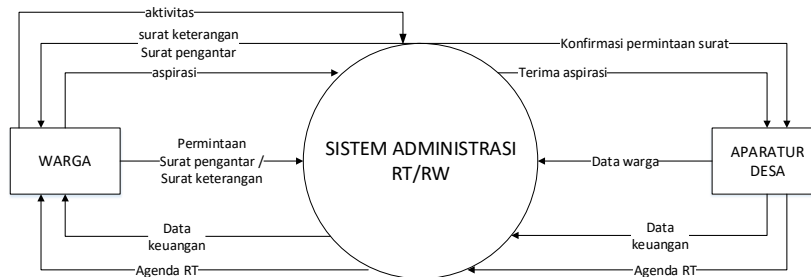 aktivitas
surat keterangan
Surat pengantar
Konfirmasi permintaan surat
aspirasi
Terima aspirasi
WARGA
Permintaan
Surat pengantar /
Surat keterangan
SISTEM ADMINISTRASI
RT/RW
Data warga
APARATUR
DESA
Data
keuangan
Data
keuangan
Agenda RT
Agenda RT